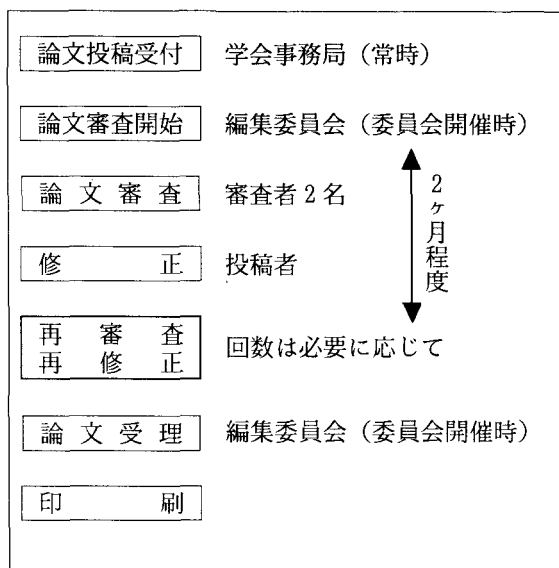 論文投稿受付 学会事務局（常時）
論文審査開始 編集委員会（委員会開催時）
論文審査 審査者2名
修正 投稿者
再審査
再修正
回数は必要に応じて
論文受理 編集委員会（委員会開催時）
印刷
2ヶ月程度